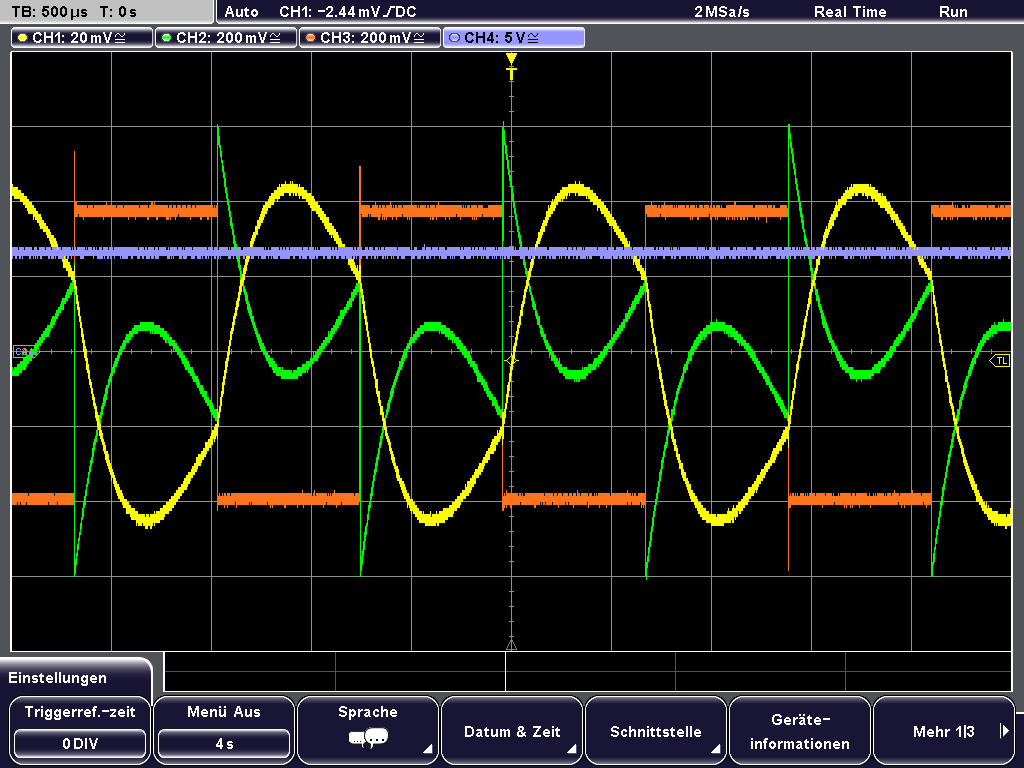 TB: 500 µs T: 0 s
Auto CH1: -2.44 mV DC
2 MSa/s Real Time Run
CH1: 20 mV≅
CH2: 200 mV≅
CH3: 200 mV≅
CH4: 5 V≅
T
TL
Einstellungen
Triggerref.-zeit
0 DIV
Menü Aus
4 s
Sprache
Datum & Zeit
Schnittstelle
Geräte-
informationen
Mehr 1|3